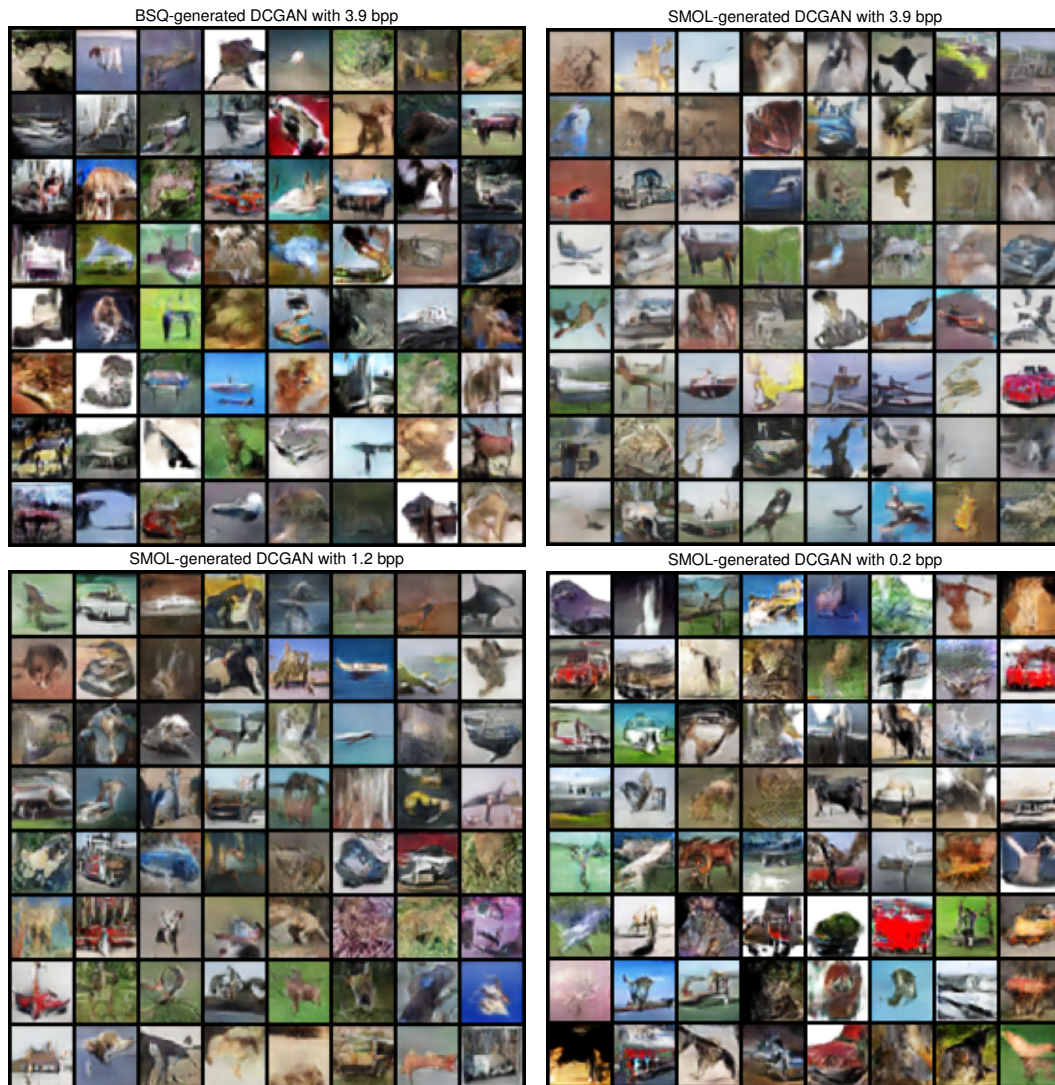 BSQ-generated DCGAN with 3.9 bpp
SMOL-generated DCGAN with 3.9 bpp
SMOL-generated DCGAN with 1.2 bpp
SMOL-generated DCGAN with 0.2 bpp